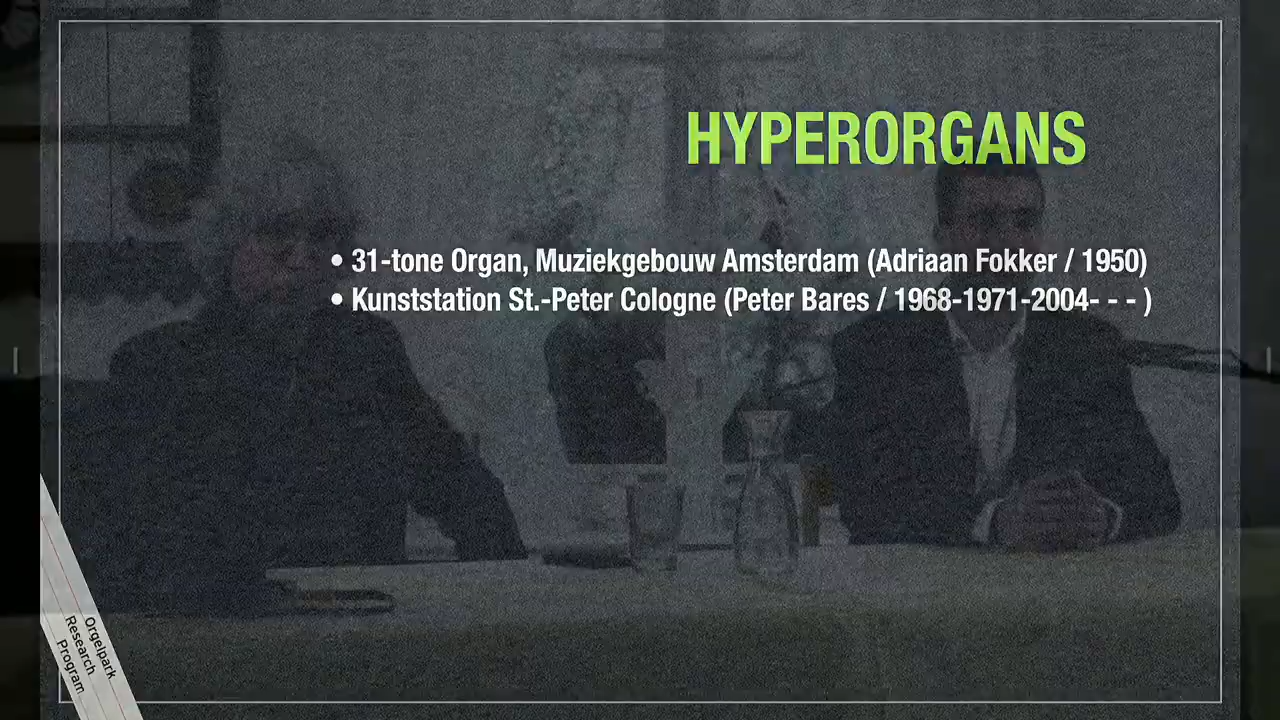 HYPERORGANS
• 31-tone Organ, Muziekgebouw Amsterdam (Adriaan Fokker / 1950)
• Kunststation St.-Peter Cologne (Peter Bares / 1968-1971-2004- - - )
Orgelpark
Research
Program